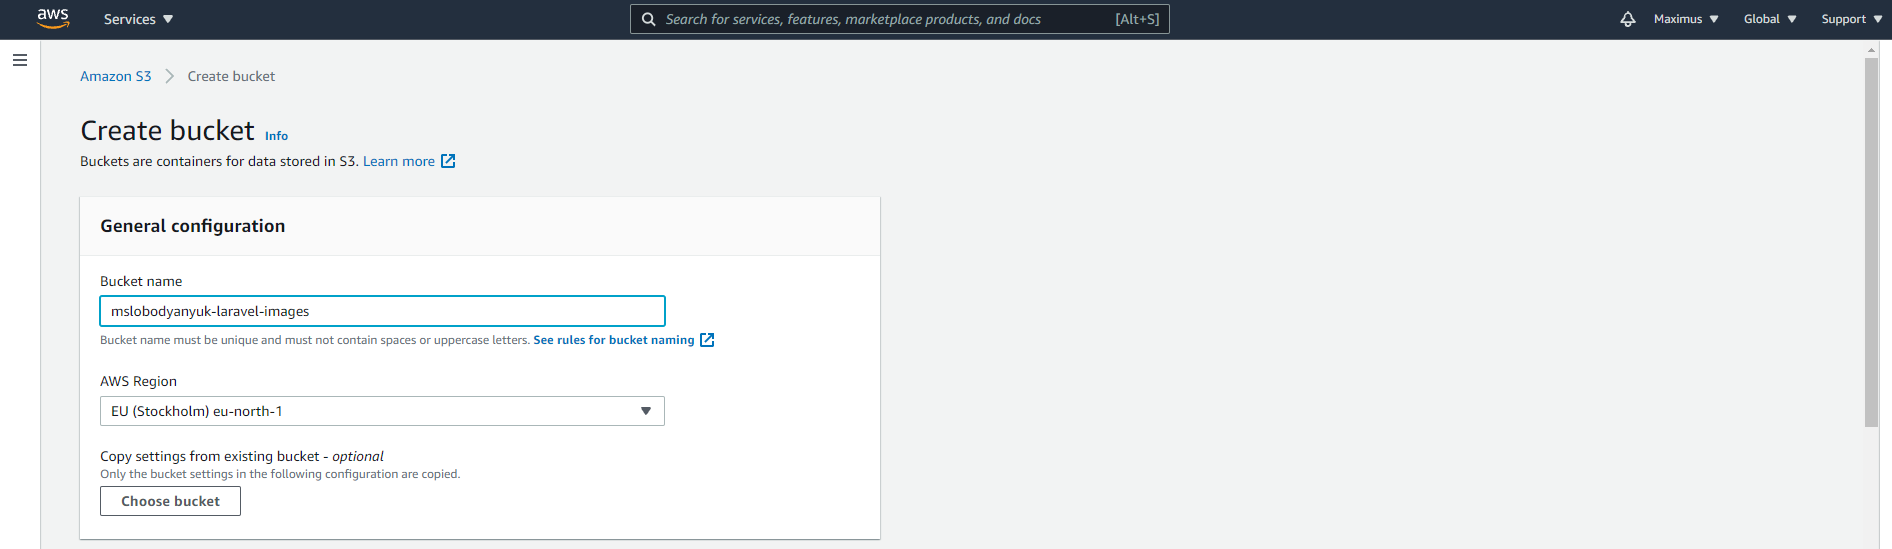 aws Services Search for services, features, marketplace products, and docs [Alt+S] Maximus Global Support
Amazon S3 Create bucket
Create bucket Info
Buckets are containers for data stored in S3. Learn more
General configuration
Bucket name
mslobodyanyuk-laravel-images
Bucket name must be unique and must not contain spaces or uppercase letters. See rules for bucket naming
AWS Region
EU (Stockholm) eu-north-1
Copy settings from existing bucket - optional
Only the bucket settings in the following configuration are copied.
Choose bucket